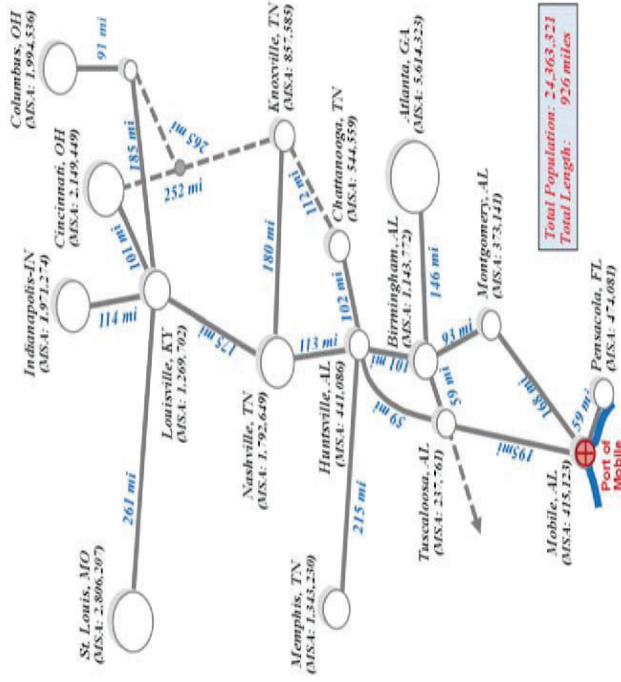 Columbus, OH
(MSA: 1,994,536)
91 mi
Cincinnati, OH
(MSA: 2,149,449)
185 mi
Indianapolis-IN
(MSA: 1,971,274)
114 mi
101 mi
252 mi
265 mi
Knoxville, TN
(MSA: 857,585)
St. Louis, MO
(MSA: 2,806,207)
261 mi
Louisville, KY
(MSA: 1,269,702)
175 mi
180 mi
112 mi
Nashville, TN
(MSA: 1,792,649)
113 mi
Chattanooga, TN
(MSA: 544,559)
102 mi
Memphis, TN
(MSA: 1,343,230)
215 mi
Huntsville, AL
(MSA: 441,086)
101 mi
Birmingham, AL
(MSA: 1,143,772)
Atlanta, GA
(MSA: 5,614,323)
146 mi
59 mi
59 mi
Tuscaloosa, AL
(MSA: 237,761)
93 mi
Montgomery, AL
(MSA: 373,141)
195mi
168 mi
Mobile, AL
(MSA: 415,123)
59 mi
Pensacola, FL
(MSA: 474,081)
Port of
Mobile
Total Population: 24,363,321
Total Length: 926 miles